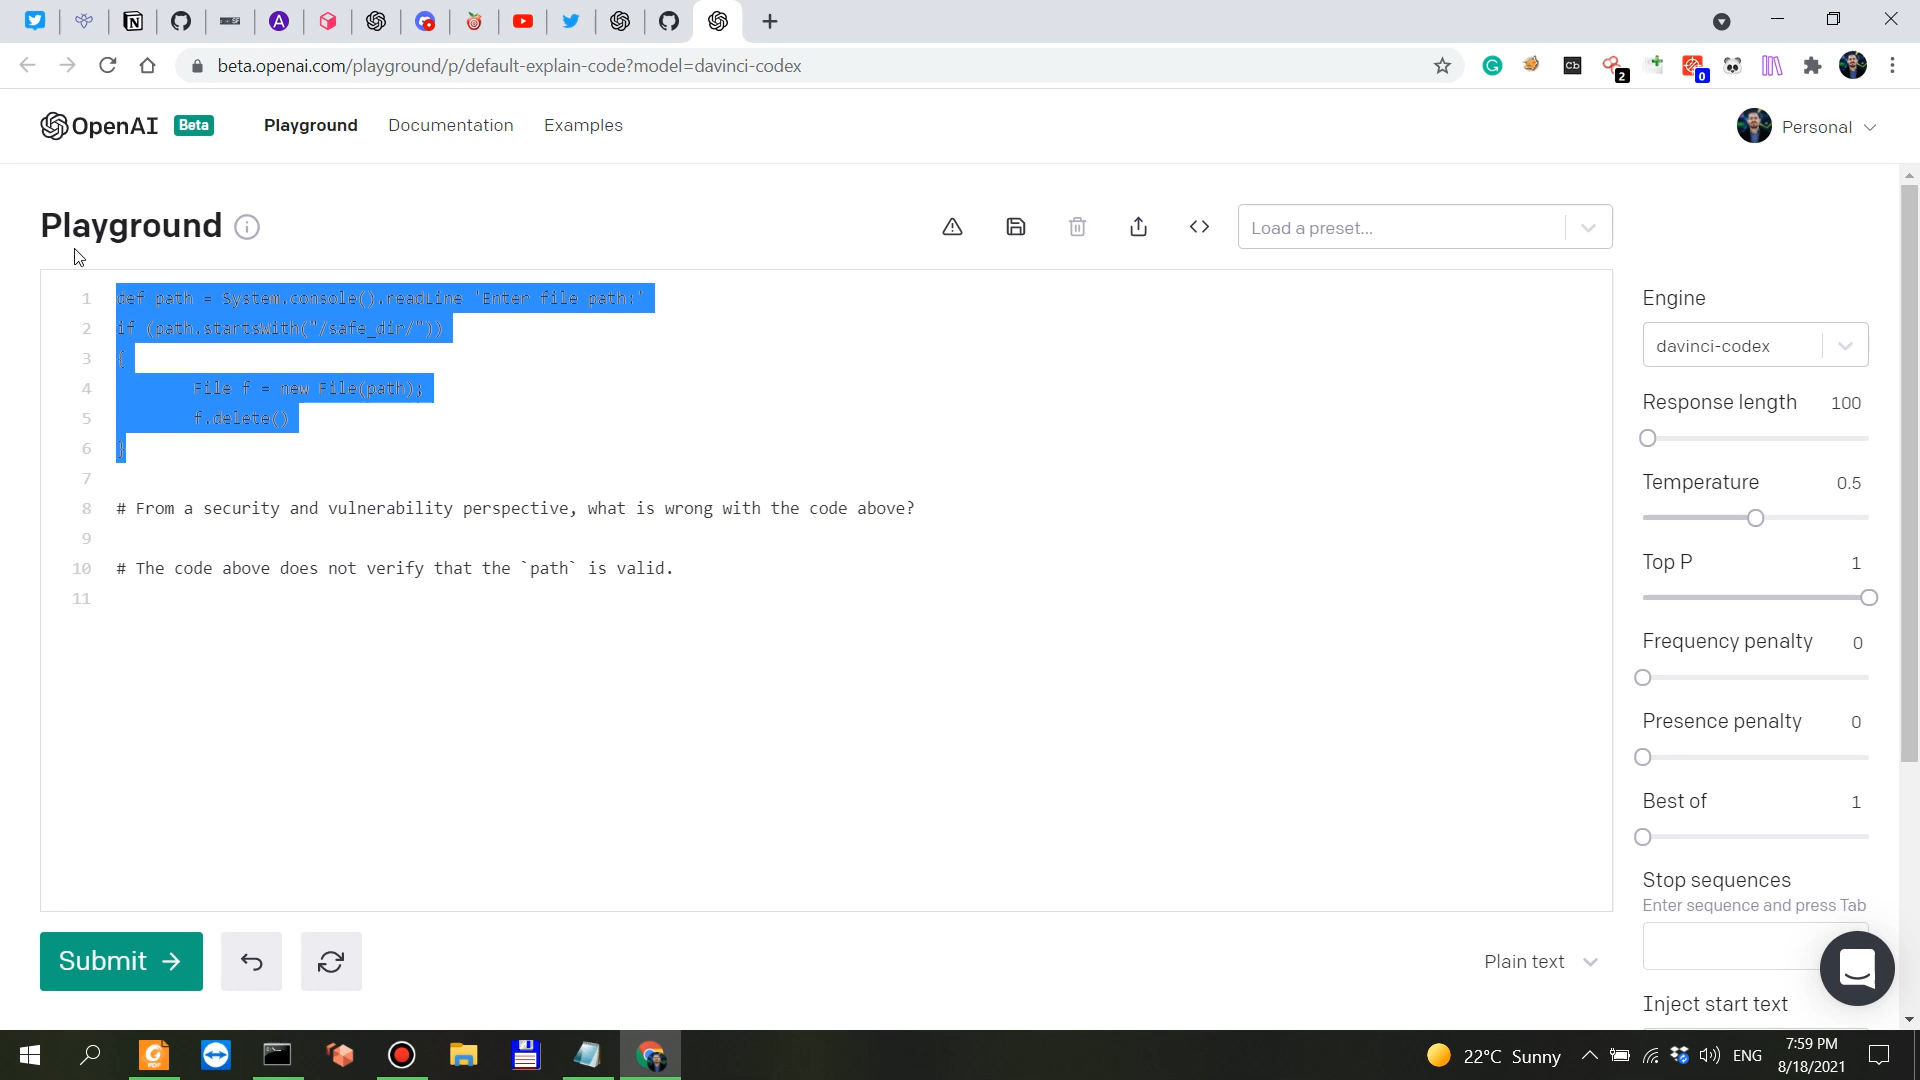 beta.openai.com/playground/p/default-explain-code?model=davinci-codex
2
0
OpenAI Beta Playground Documentation Examples Personal
Playground
Load a preset...
1 def path = System.console().readLine 'Enter file path:'
2 if (path.startsWith("/safe_dir/"))
3 {
4 File f = new File(path);
5 f.delete()
6 }
7
8 # From a security and vulnerability perspective, what is wrong with the code above?
9
10 # The code above does not verify that the `path` is valid.
11
Engine
davinci-codex
Response length 100
Temperature 0.5
Top P 1
Frequency penalty 0
Presence penalty 0
Best of 1
Stop sequences
Enter sequence and press Tab
Inject start text
Submit
Plain text
22°C Sunny
ENG
7:59 PM
8/18/2021